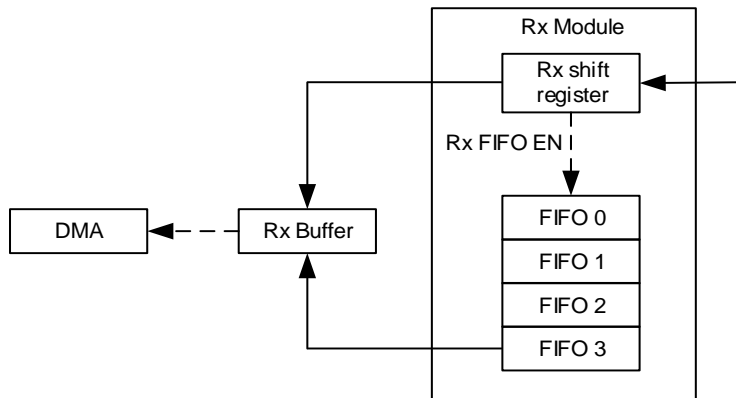 Rx Module
Rx shift
register
Rx FIFO EN
FIFO 0
DMA
Rx Buffer
FIFO 1
FIFO 2
FIFO 3